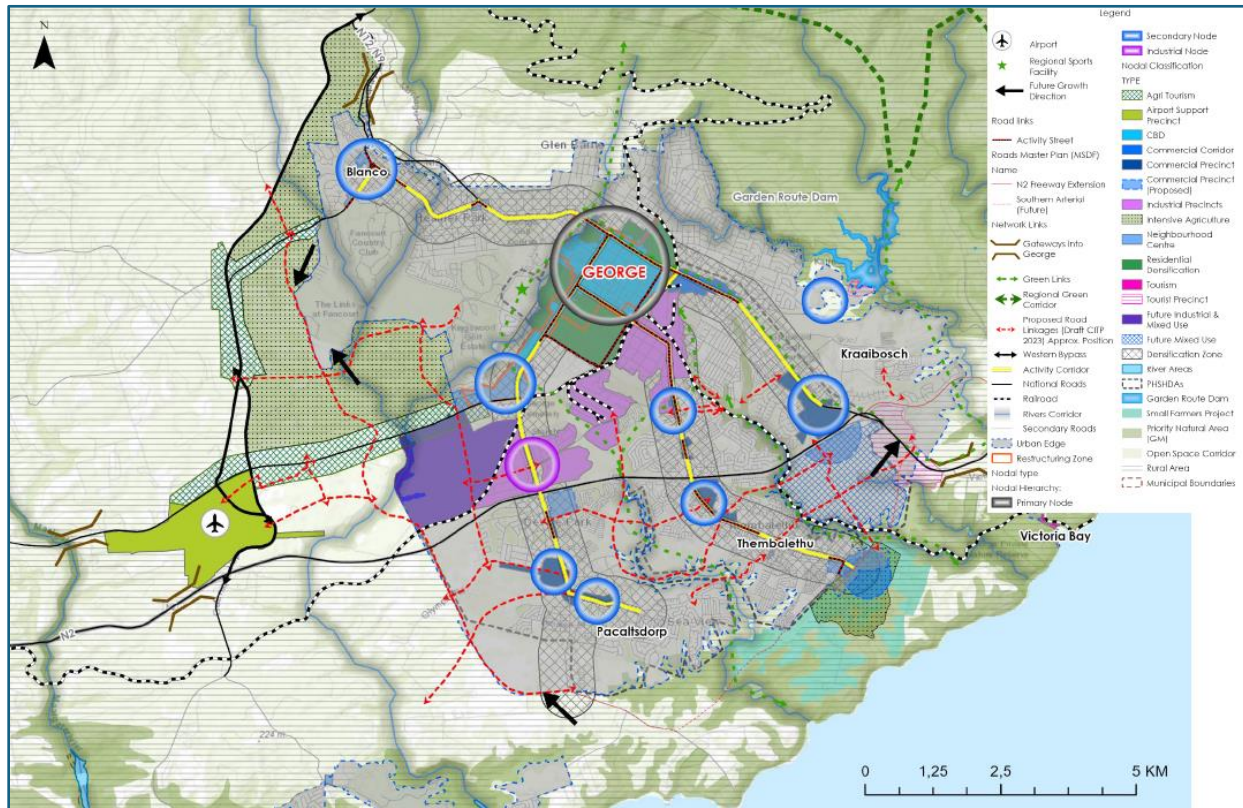 N
N12/N9
Blanco
Glen Barrie
Garden Route Dam
GEORGE
Fancourt
Country
Club
The Links
at Fancourt
Kraaibosch
Thembalethu
Pacaltsdorp
Victoria Bay
N2
224 m
0 1,25 2,5 5 KM
Legend
Airport
Regional Sports
Facility
Future Growth
Direction
Road links
Activity Street
Roads Master Plan (MSDF)
Name
N2 Freeway Extension
Southern Arterial
(Future)
Network Links
Gateways Into
George
Green Links
Regional Green
Corridor
Proposed Road
Linkages (Draft CITP
2023) Approx. Position
Western Bypass
Activity Corridor
National Roads
Railroad
Rivers Corridor
Secondary Roads
Urban Edge
Restructuring Zone
Nodal type
Nodal Hierarchy:
Primary Node
Secondary Node
Industrial Node
Nodal Classification
TYPE
Agri Tourism
Airport Support
Precinct
CBD
Commercial Corridor
Commercial Precinct
Commercial Precinct
(Proposed)
Industrial Precincts
Intensive Agriculture
Neighbourhood
Centre
Residential
Densification
Tourism
Tourist Precinct
Future Industrial &
Mixed Use
Future Mixed Use
Densification Zone
River Areas
PHSHDAs
Garden Route Dam
Small Farmers Project
Priority Natural Area
(GM)
Open Space Corridor
Rural Area
Municipal Boundaries